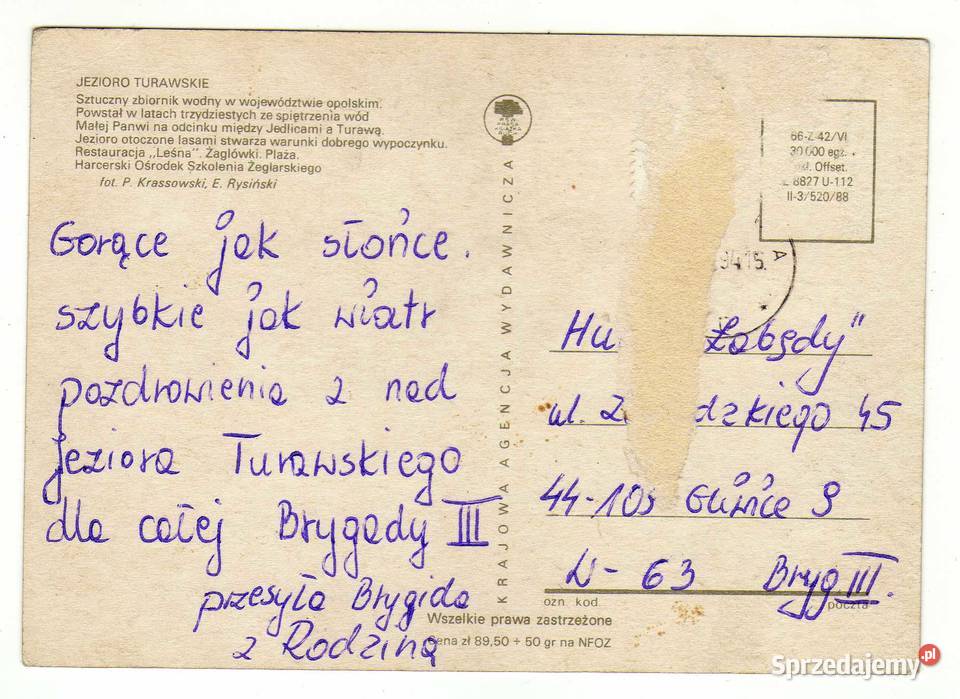 JEZIORO TURAWSKIE
Sztuczny zbiornik wodny w województwie opolskim.
Powstał w latach trzydziestych ze spiętrzenia wód
Małej Panwi na odcinku między Jedlicami a Turawą.
Jezioro otoczone lasami stwarza warunki dobrego wypoczynku.
Restauracja „Leśna". Żaglówki. Plaża.
Harcerski Ośrodek Szkolenia Żeglarskiego
fot. P. Krassowski, E. Rysiński
Gorące jak słońce.
szybkie jak wiatr
pozdrowienia z nad
jeziora Turawskiego
dla całej Brygady III
przesyła Brygida
z Rodziną
KRAJOWA AGENCJA WYDAWNICZA
66-Z 42/VI
30 000 egz.
Offset.
8827 U-112
II-3/520/88
9415.
A
Hu Łabędy"
ul. Z dzkiego 45
44-109 Gliwice 9
N-63 Bryg III.
ozn. kod.
poczta
Wszelkie prawa zastrzeżone
Cena zł 89,50 + 50 gr na NFOZ
Sprzedajemy.pl